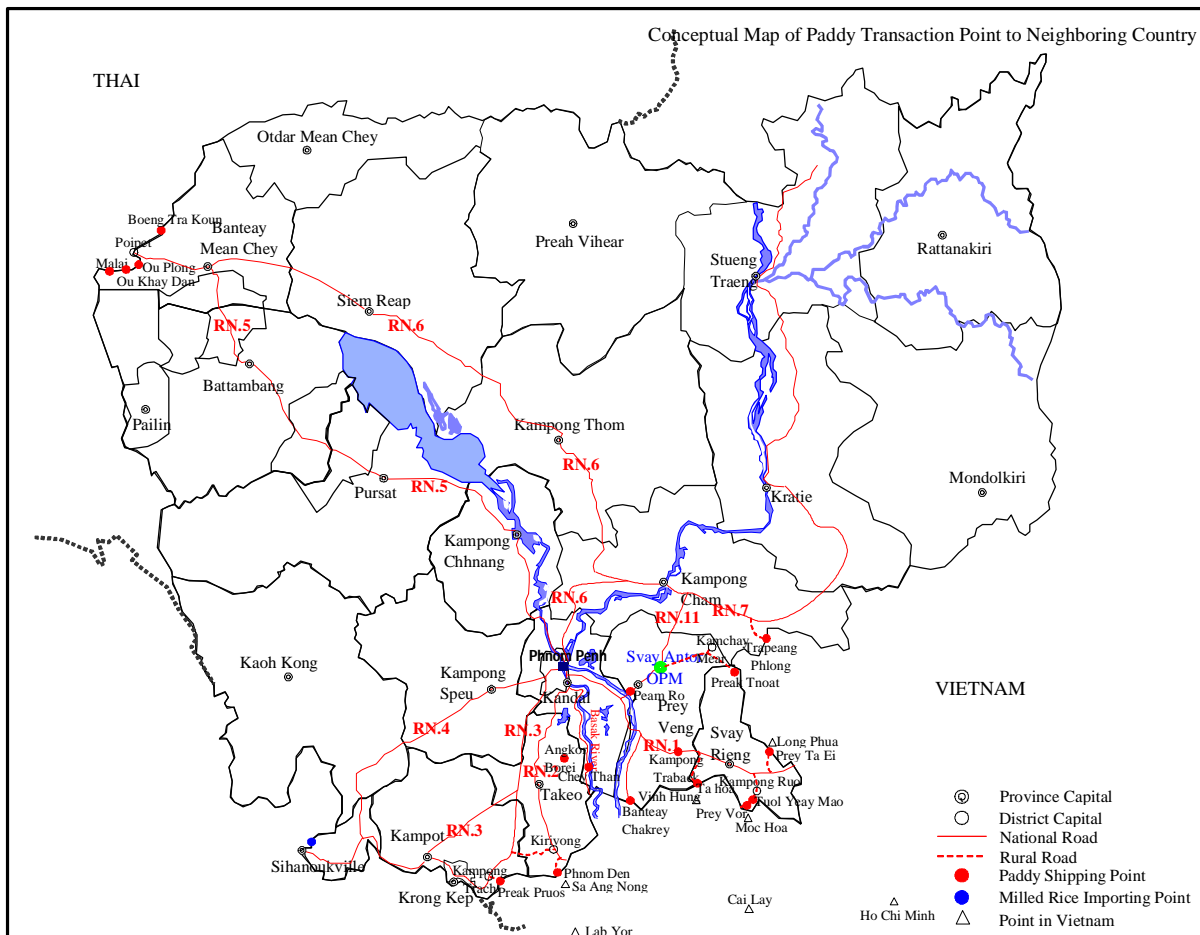 Conceptual Map of Paddy Transaction Point to Neighboring Country
THAI
Otdar Mean Chey
Boeng Tra Koun
Banteay
Mean Chey
Poipet
Malai
Ou Plong
Ou Khay Dan
Preah Vihear
Rattanakiri
Stueng
Traeng
Siem Reap
RN.6
RN.5
Battambang
Pailin
Kampong Thom
RN.6
Pursat
RN.5
Kratie
Mondolkiri
Kampong
Chhnang
Kampong
Cham
RN.6
RN.7
RN.11
Kamchay
Mear
Trapeang
Phlong
Phnom Penh
Svay Antor
OPM
Preak Tnoat
Kaoh Kong
Kampong
Speu
Kandal
Peam Ro
Prey
Veng
VIETNAM
RN.4
RN.3
Basak River
RN.1
Svay
Rieng
Long Phua
Prey Ta Ei
Angkor
Borei
Chey Than
RN.2
Takeo
Kampong
Traback
Kampong Ruo
Ta hoa
Vinh Hung
Tuol Yeay Mao
Banteay
Chakrey
Prey Vor
Moc Hoa
Province Capital
District Capital
National Road
Rural Road
Paddy Shipping Point
Milled Rice Importing Point
Point in Vietnam
Kampot
RN.3
Kirivong
Sihanoukville
Kampong
Trach
Krong Kep
Preak Pruos
Phnom Den
Sa Ang Nong
Cai Lay
Ho Chi Minh
Lab Yor